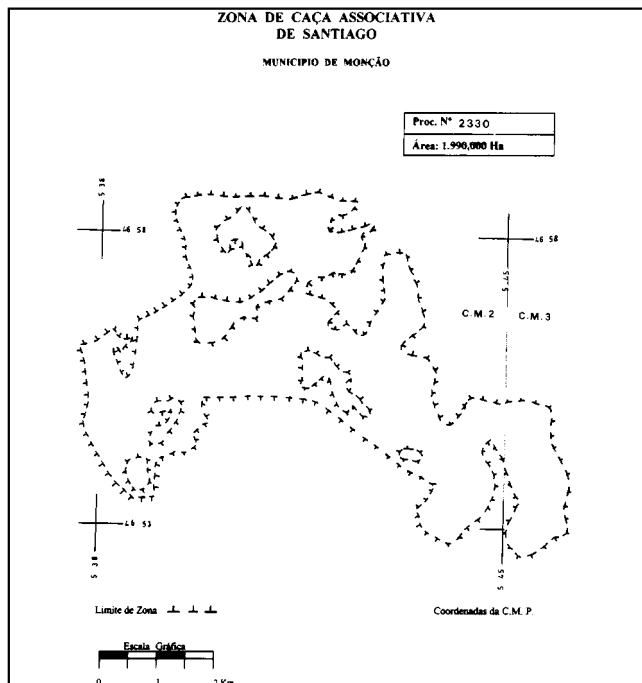 ZONA DE CAÇA ASSOCIATIVA
DE SANTIAGO
MUNICIPIO DE MONÇÃO
Proc. Nº 2330
Área: 1.990,000 Ha
5 38
46 58
46 58
5 45
C.M. 2
C.M. 3
46 53
5 38
5 45
Limite de Zona
Coordenadas da C.M. P.
Escala Gráfica
0 1 2 Km